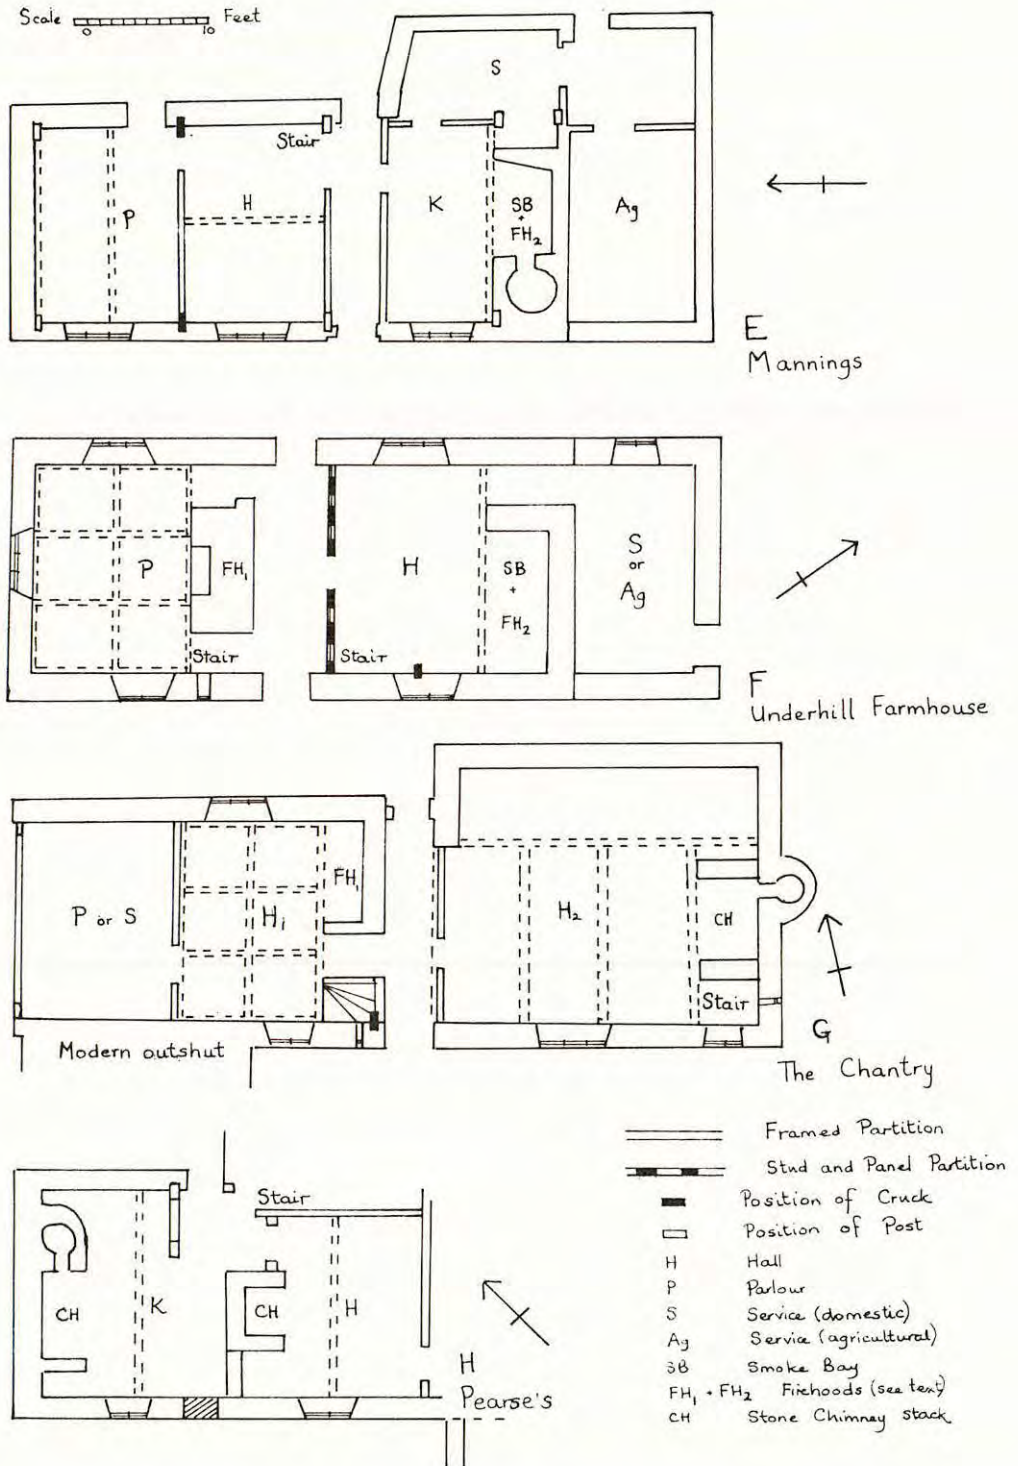 Scale Feet
0 10
S
Stair
P
H
K
SB
+
FH₂
Ag
E
Mannings
P
FH₁
Stair
H
Stair
SB
+
FH₂
S
or
Ag
F
Underhill Farmhouse
P or S
H₁
FH₁
Modern outshut
H₂
CH
Stair
G
The Chantry
CH
K
Stair
CH
H
H
Pearse's
Framed Partition
Stud and Panel Partition
Position of Cruck
Position of Post
H Hall
P Parlour
S Service (domestic)
Ag Service (agricultural)
SB Smoke Bay
FH₁ + FH₂ Firehoods (see text)
CH Stone Chimney stack